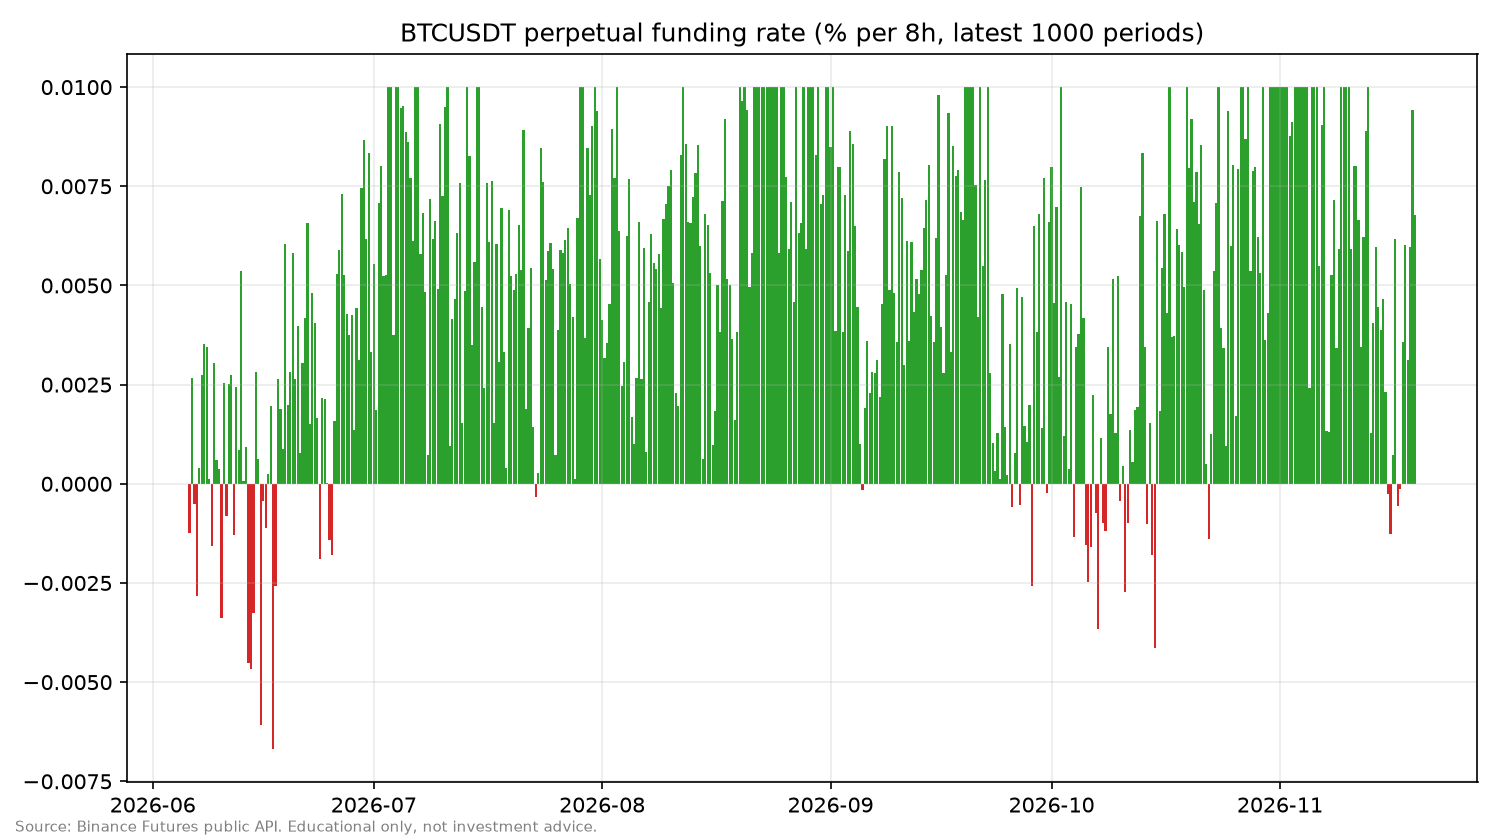 BTCUSDT perpetual funding rate (% per 8h, latest 1000 periods)
0.0100
0.0075
0.0050
0.0025
0.0000
−0.0025
−0.0050
−0.0075
2026-06 2026-07 2026-08 2026-09 2026-10 2026-11
Source: Binance Futures public API. Educational only, not investment advice.